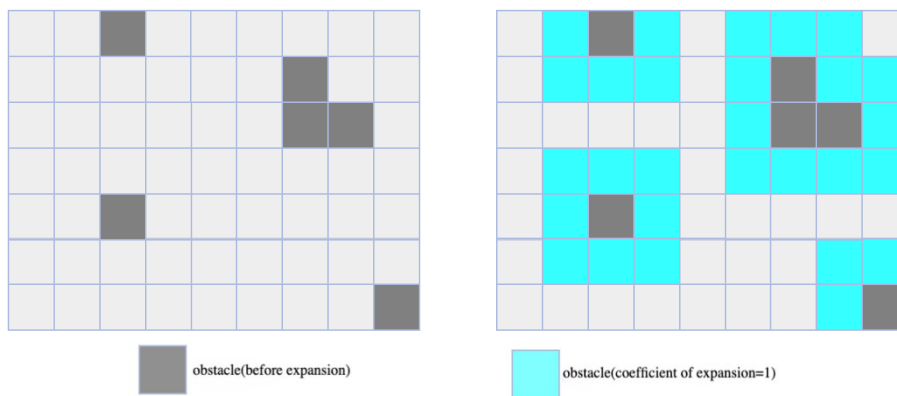 obstacle(before expansion)
obstacle(coefficient of expansion=1)